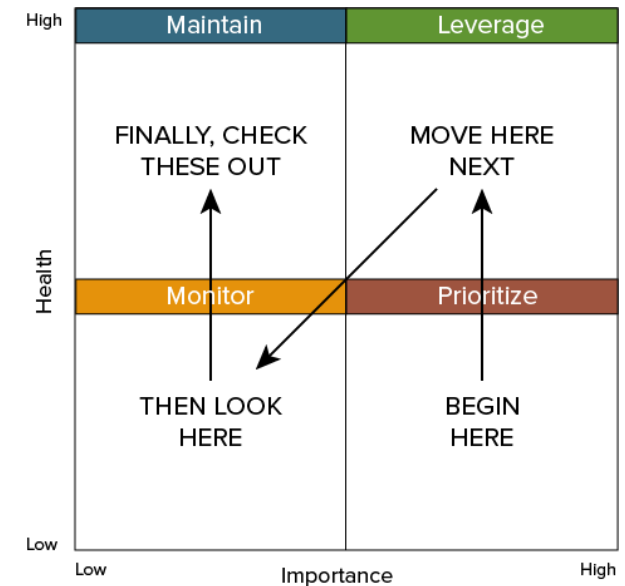 High
Maintain
Leverage
FINALLY, CHECK
THESE OUT
MOVE HERE
NEXT
Health
Monitor
Prioritize
THEN LOOK
HERE
BEGIN
HERE
Low
Low
Importance
High